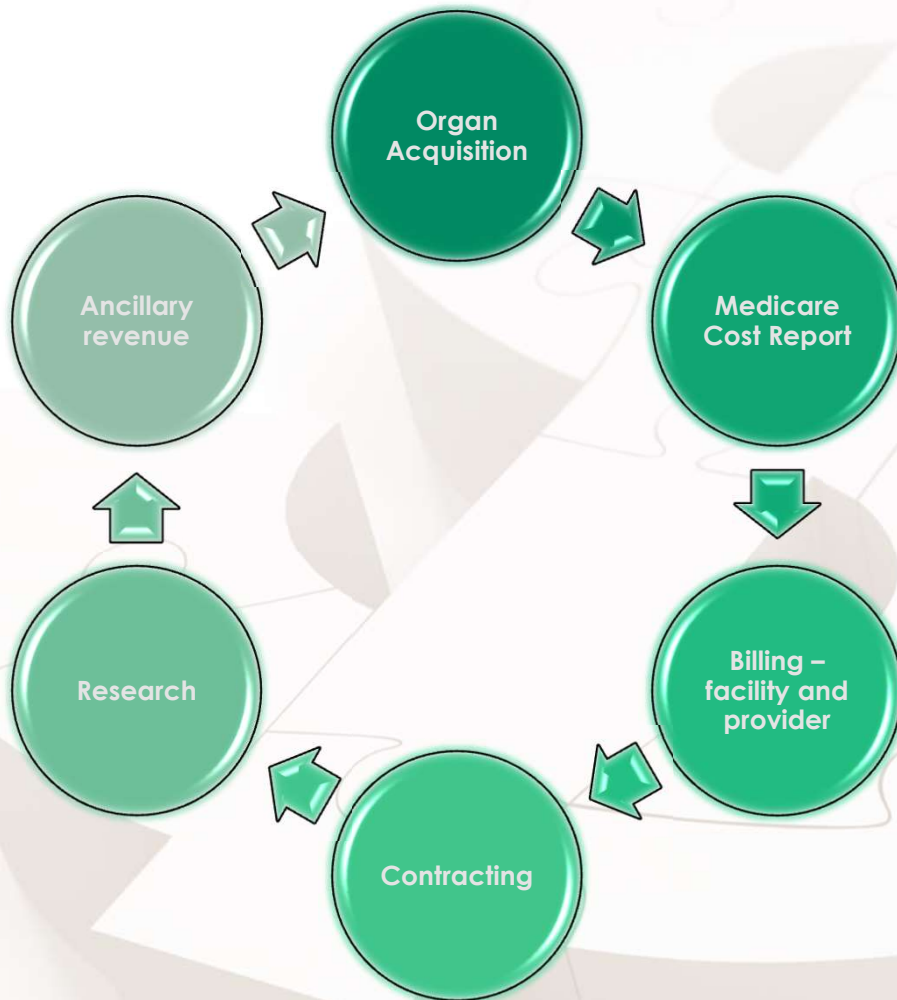 Organ
Acquisition
Medicare
Cost Report
Billing –
facility and
provider
Contracting
Research
Ancillary
revenue